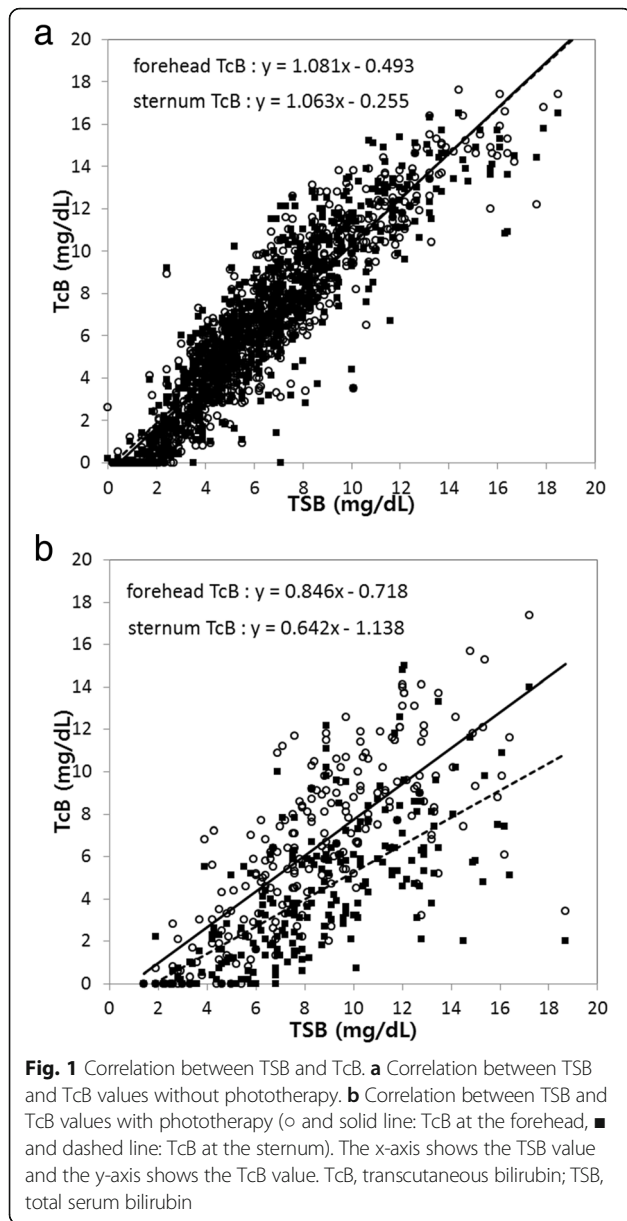 a
20
18
16
14
12
10
8
6
4
2
0
TcB (mg/dL)
forehead TcB : y = 1.081x - 0.493
sternum TcB : y = 1.063x - 0.255
0 2 4 6 8 10 12 14 16 18 20
TSB (mg/dL)
b
20
18
16
14
12
10
8
6
4
2
0
TcB (mg/dL)
forehead TcB : y = 0.846x - 0.718
sternum TcB : y = 0.642x - 1.138
0 2 4 6 8 10 12 14 16 18 20
TSB (mg/dL)
Fig. 1 Correlation between TSB and TcB. a Correlation between TSB
and TcB values without phototherapy. b Correlation between TSB and
TcB values with phototherapy (○ and solid line: TcB at the forehead, ■
and dashed line: TcB at the sternum). The x-axis shows the TSB value
and the y-axis shows the TcB value. TcB, transcutaneous bilirubin; TSB,
total serum bilirubin